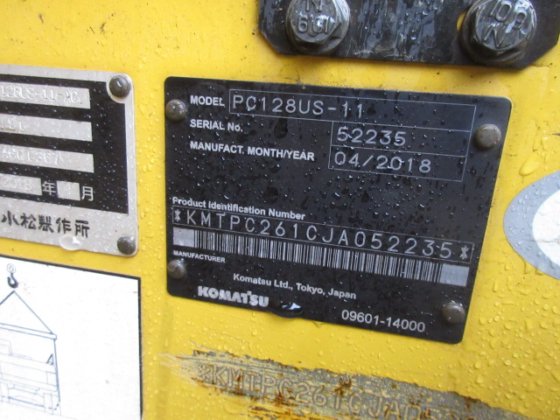 MODEL PC128US-11
SERIAL No. 52235
MANUFACT. MONTH/YEAR 04/2018
Product Identification Number
*KMTPC261CJA052235*
MANUFACTURER
Komatsu Ltd., Tokyo, Japan
KOMATSU
09601-14000
年 月
小松製作所